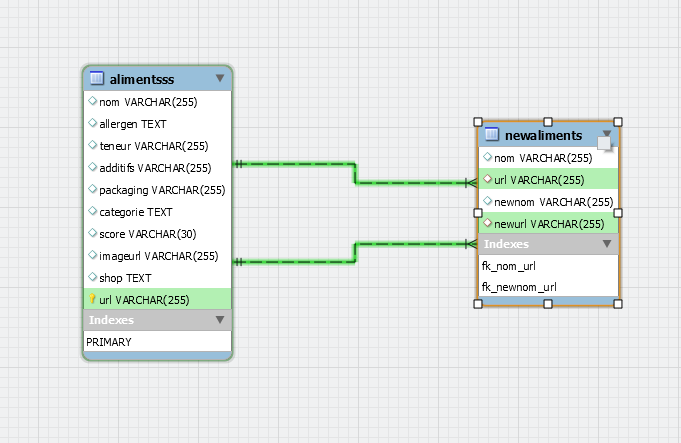 alimentsss
nom VARCHAR(255)
allergen TEXT
teneur VARCHAR(255)
additifs VARCHAR(255)
packaging VARCHAR(255)
categorie TEXT
score VARCHAR(30)
imageurl VARCHAR(255)
shop TEXT
url VARCHAR(255)
Indexes
PRIMARY
newaliments
nom VARCHAR(255)
url VARCHAR(255)
newnom VARCHAR(255)
newurl VARCHAR(255)
Indexes
fk_nom_url
fk_newnom_url